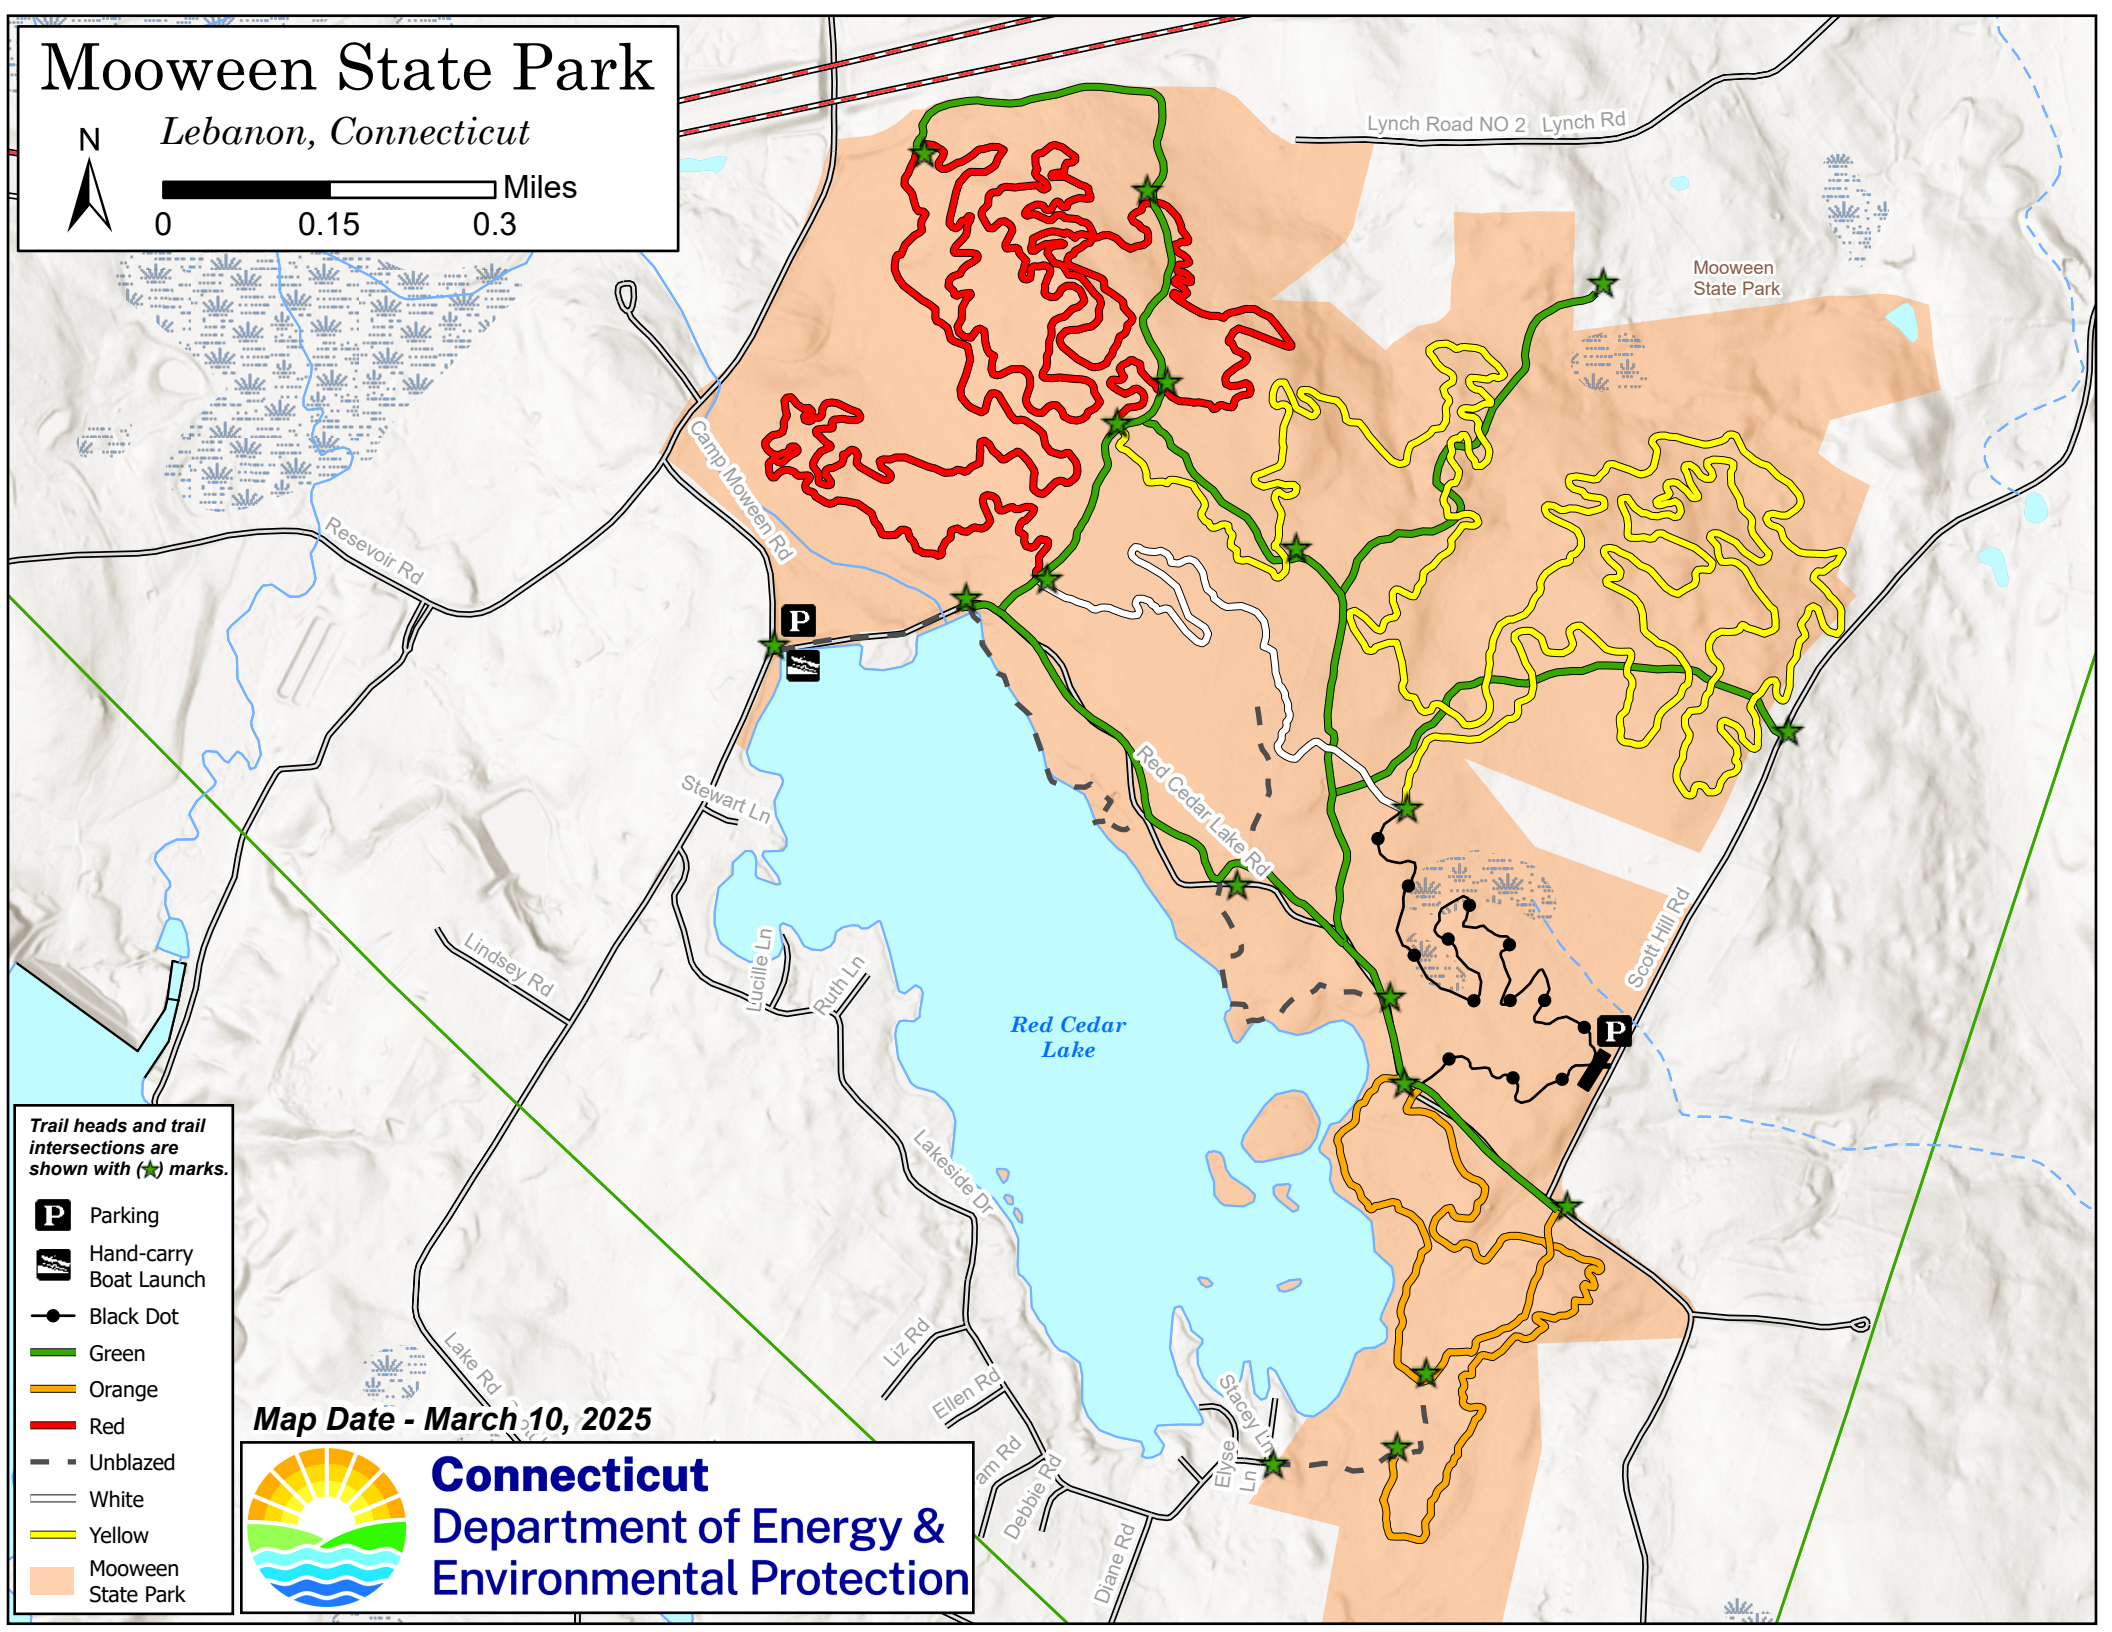 Mooween State Park
Lebanon, Connecticut
N
Miles
0
0.15
0.3
Lynch Road NO 2
Lynch Rd
Mooween
State Park
Camp Moween Rd
Resevoir Rd
P
Stewart Ln
Red Cedar Lake Rd
Scott Hill Rd
Lindsey Rd
Lucille Ln
Ruth Ln
Red Cedar
Lake
P
Lakeside Dr
Liz Rd
Lake Rd
Ellen Rd
am Rd
Debbie Rd
Diane Rd
Stacey Ln
Elyse
Ln
Trail heads and trail
intersections are
shown with ( ) marks.
P Parking
Hand-carry
Boat Launch
Black Dot
Green
Orange
Red
Unblazed
White
Yellow
Mooween
State Park
Map Date - March 10, 2025
Connecticut
Department of Energy &
Environmental Protection